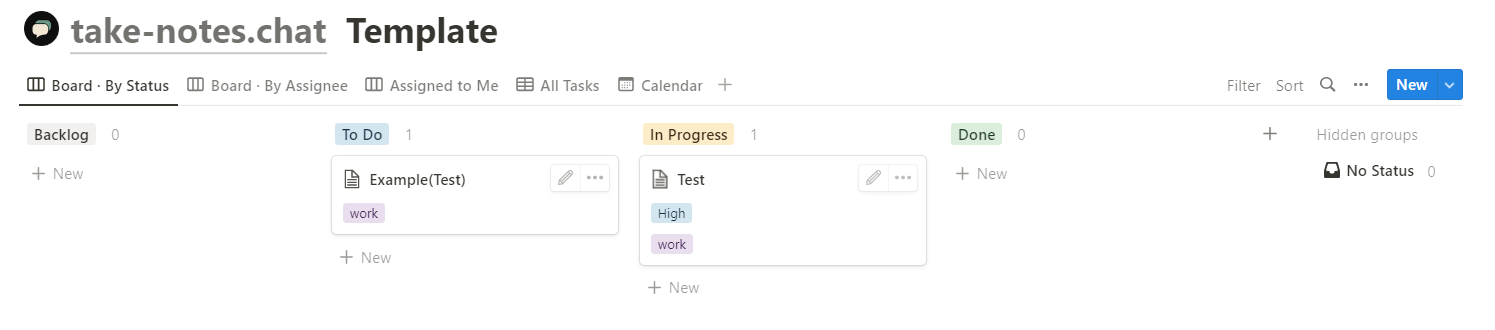 take-notes.chat Template
Board · By Status Board · By Assignee Assigned to Me All Tasks Calendar Filter Sort New
Backlog 0 To Do 1 In Progress 1 Done 0 Hidden groups
New Example(Test) Test New No Status 0
work High
work
New
New